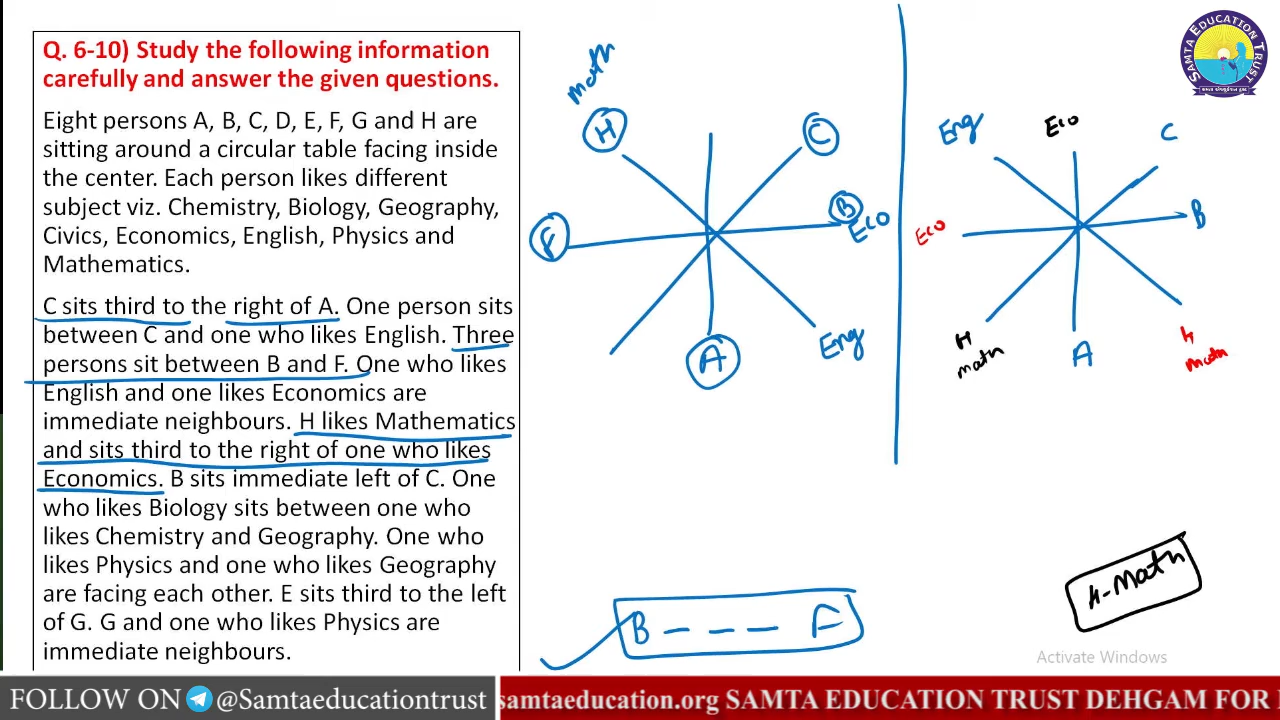 Q. 6-10) Study the following information
carefully and answer the given questions.
Eight persons A, B, C, D, E, F, G and H are
sitting around a circular table facing inside
the center. Each person likes different
subject viz. Chemistry, Biology, Geography,
Civics, Economics, English, Physics and
Mathematics.
C sits third to the right of A. One person sits
between C and one who likes English. Three
persons sit between B and F. One who likes
English and one likes Economics are
immediate neighbours. H likes Mathematics
and sits third to the right of one who likes
Economics. B sits immediate left of C. One
who likes Biology sits between one who
likes Chemistry and Geography. One who
likes Physics and one who likes Geography
are facing each other. E sits third to the left
of G. G and one who likes Physics are
immediate neighbours.
math
H
C
B
Eco
F
A
Eng
B - - - - F
Eng
Eco
C
B
Eco
H
math
A
H
math
H-Math
SAMTA EDUCATION TRUST
Activate Windows
FOLLOW ON @Samtaeducationtrust
samtaeducation.org SAMTA EDUCATION TRUST DEHGAM FOR